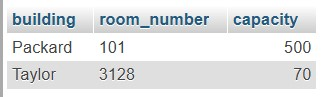 building room_number capacity
Packard 101 500
Taylor 3128 70